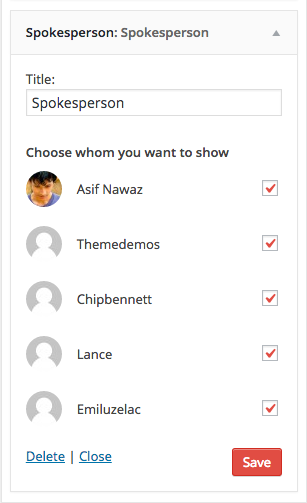 Spokesperson: Spokesperson
Title:
Spokesperson
Choose whom you want to show
Asif Nawaz
Themedemos
Chipbennett
Lance
Emiluzelac
Delete | Close
Save